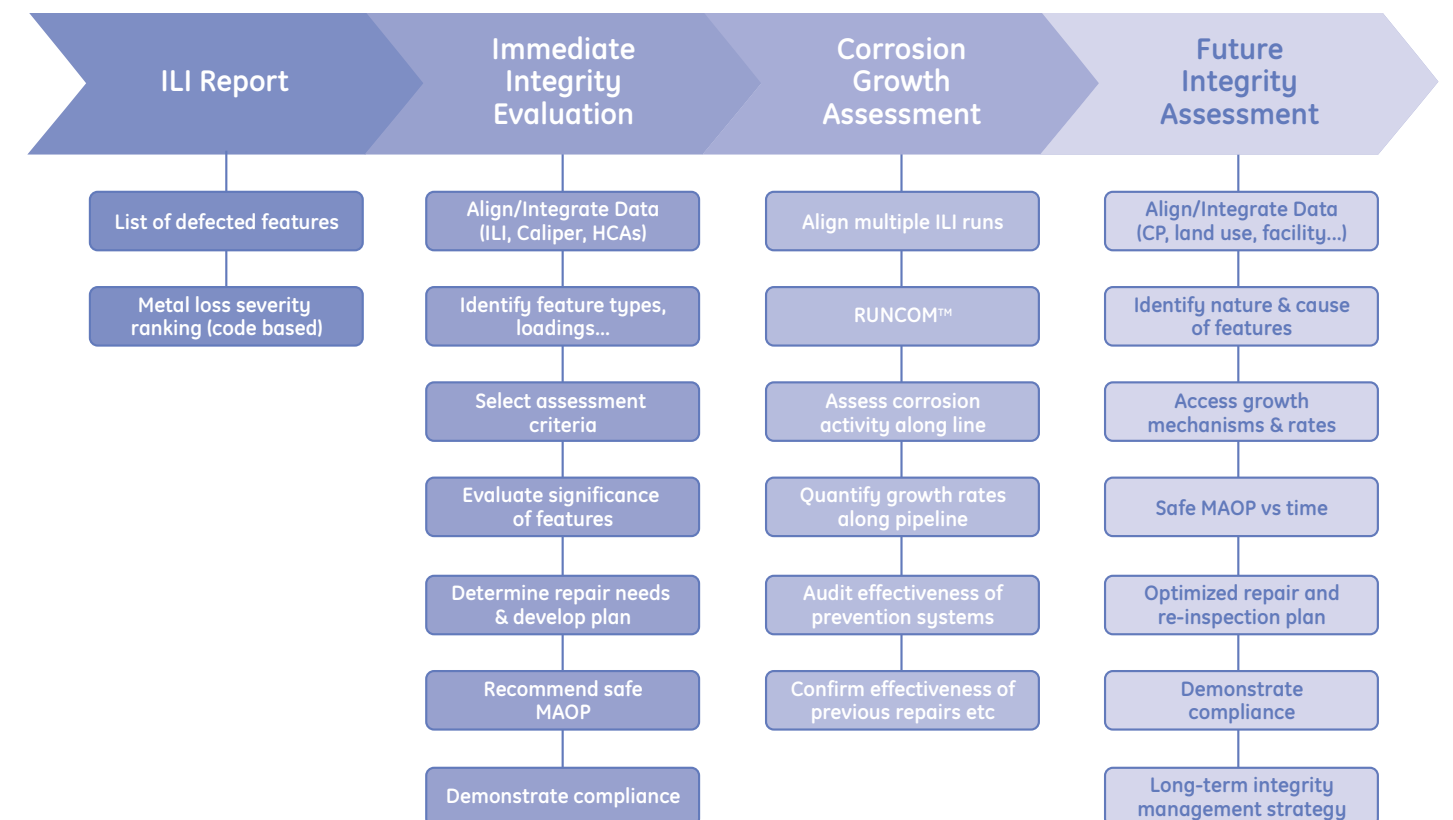 ILI Report
Immediate
Integrity
Evaluation
Corrosion
Growth
Assessment
Future
Integrity
Assessment
List of defected features
Metal loss severity
ranking (code based)
Align/Integrate Data
(ILI, Caliper, HCAs)
Identify feature types,
loadings...
Select assessment
criteria
Evaluate significance
of features
Determine repair needs
& develop plan
Recommend safe
MAOP
Demonstrate compliance
Align multiple ILI runs
RUNCOM™
Assess corrosion
activity along line
Quantify growth rates
along pipeline
Audit effectiveness of
prevention systems
Confirm effectiveness of
previous repairs etc
Align/Integrate Data
(CP, land use, facility...)
Identify nature & cause
of features
Access growth
mechanisms & rates
Safe MAOP vs time
Optimized repair and
re-inspection plan
Demonstrate
compliance
Long-term integrity
management strategy